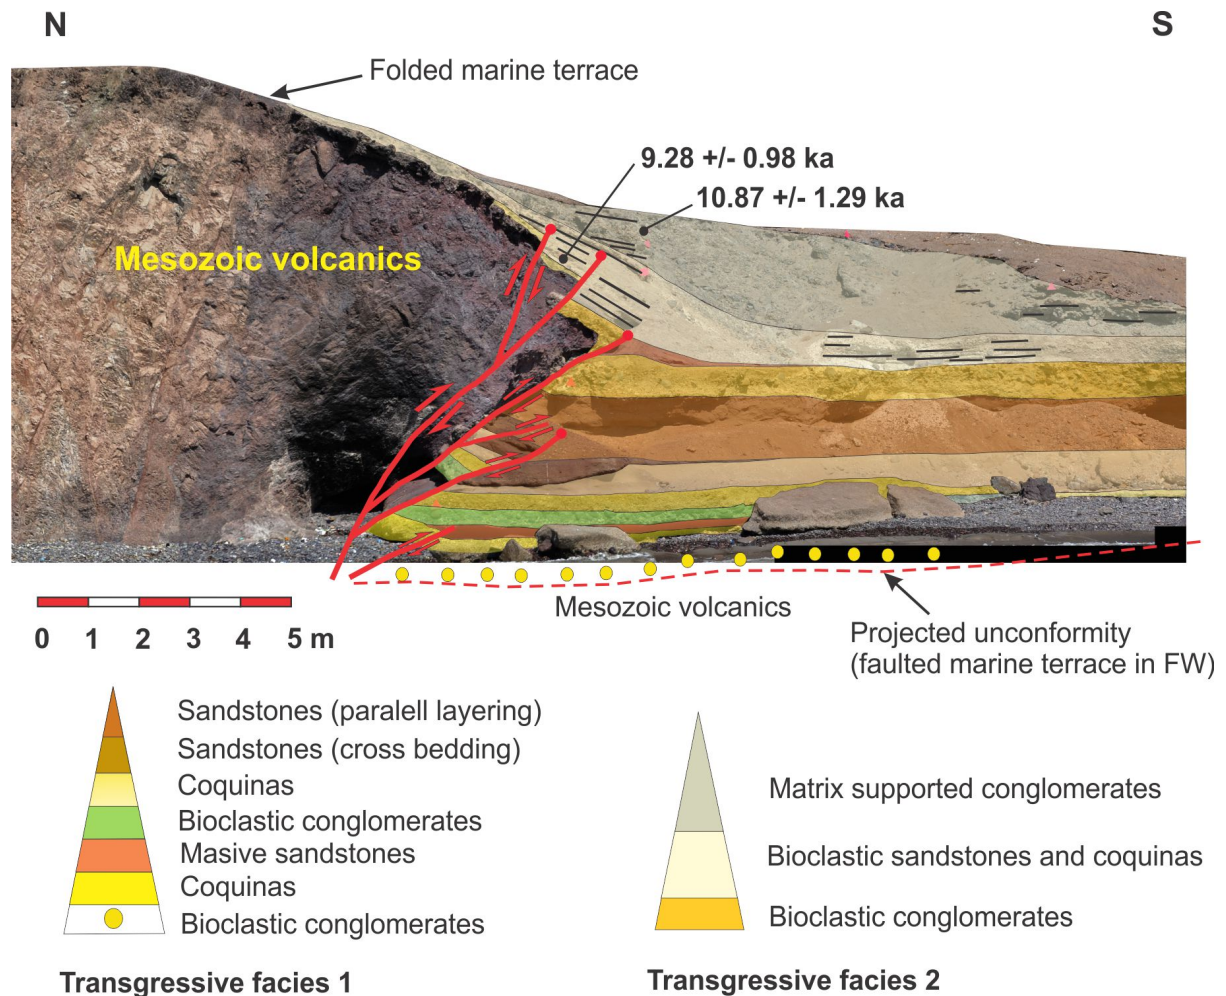 N
S
Folded marine terrace
9.28 +/- 0.98 ka
10.87 +/- 1.29 ka
Mesozoic volcanics
Mesozoic volcanics
Projected unconformity
(faulted marine terrace in FW)
0 1 2 3 4 5 m
Sandstones (paralell layering)
Sandstones (cross bedding)
Coquinas
Bioclastic conglomerates
Masive sandstones
Coquinas
Bioclastic conglomerates
Transgressive facies 1
Matrix supported conglomerates
Bioclastic sandstones and coquinas
Bioclastic conglomerates
Transgressive facies 2